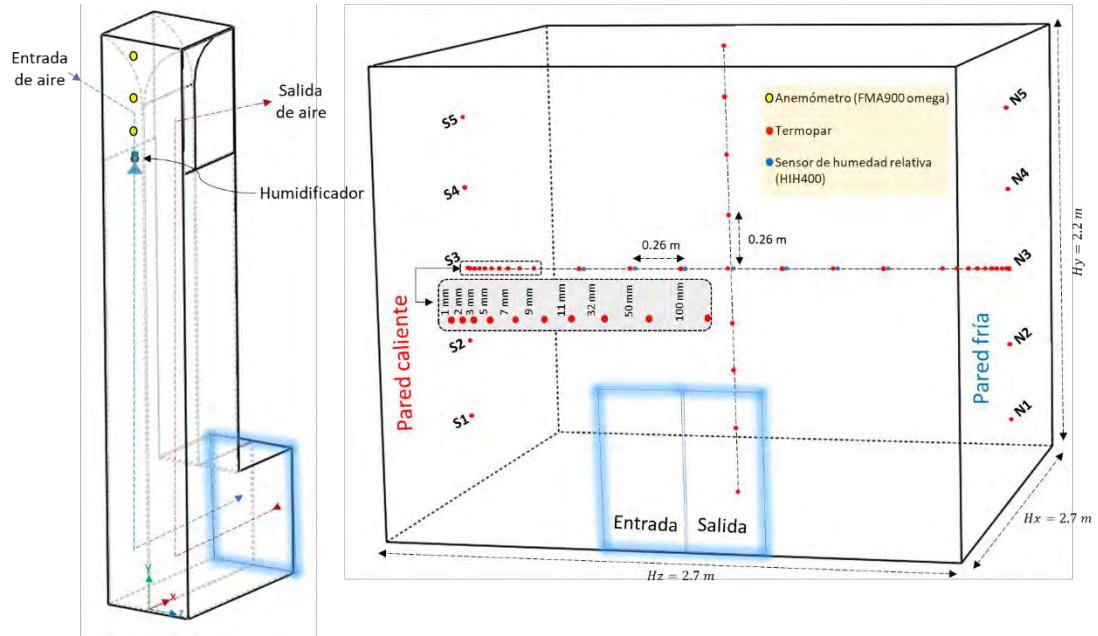 Entrada
de aire
Salida
de aire
Humidificador
Y
X
Z
Anemómetro (FMA900 omega)
Termopar
Sensor de humedad relativa
(HIH400)
S5
S4
S3
S2
S1
N5
N4
N3
N2
N1
0.26 m
0.26 m
1 mm
2 mm
3 mm
5 mm
7 mm
9 mm
11 mm
32 mm
50 mm
100 mm
Pared caliente
Pared fría
Entrada
Salida
Hy = 2.2 m
Hx = 2.7 m
Hz = 2.7 m